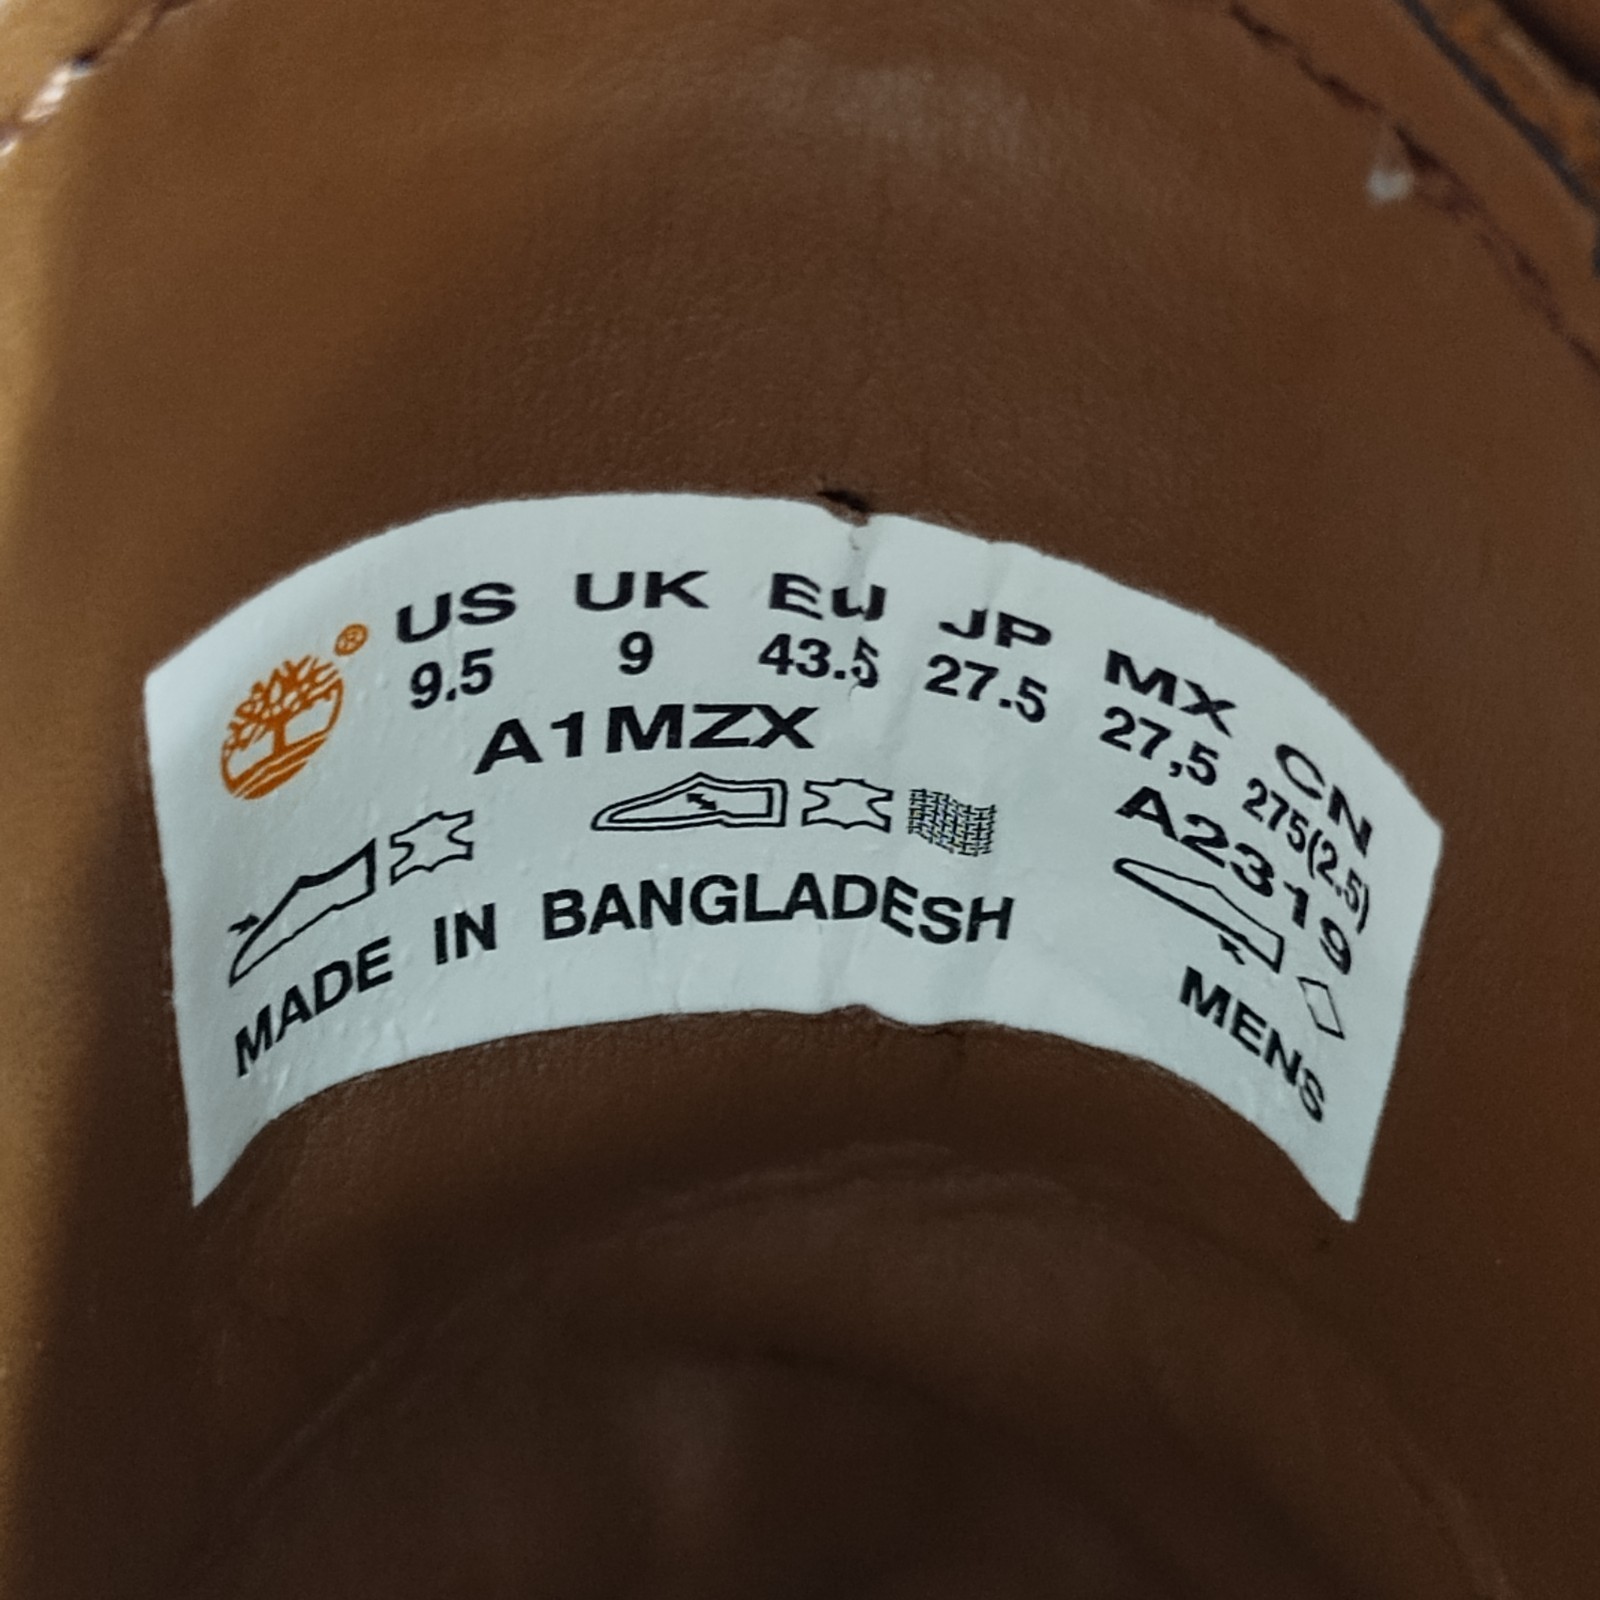 ® US UK EU JP MX CN
9.5 9 43.5 27.5 27,5 275(2.5)
A1MZX A2319
MADE IN BANGLADESH MENS